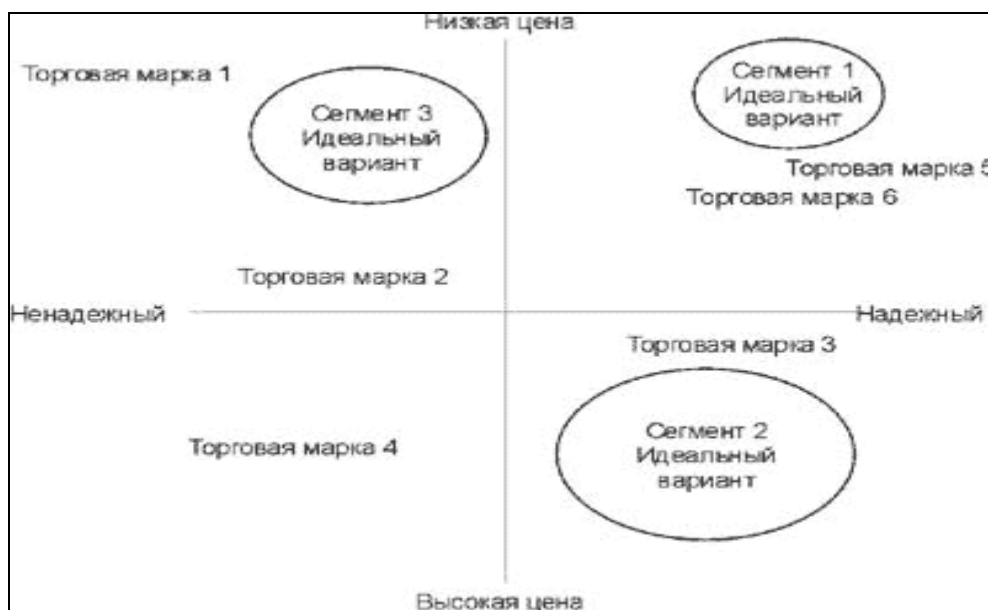 Низкая цена
Торговая марка 1
Сегмент 3
Идеальный
вариант
Сегмент 1
Идеальный
вариант
Торговая марка 5
Торговая марка 6
Торговая марка 2
Ненадежный
Надежный
Торговая марка 3
Торговая марка 4
Сегмент 2
Идеальный
вариант
Высокая цена